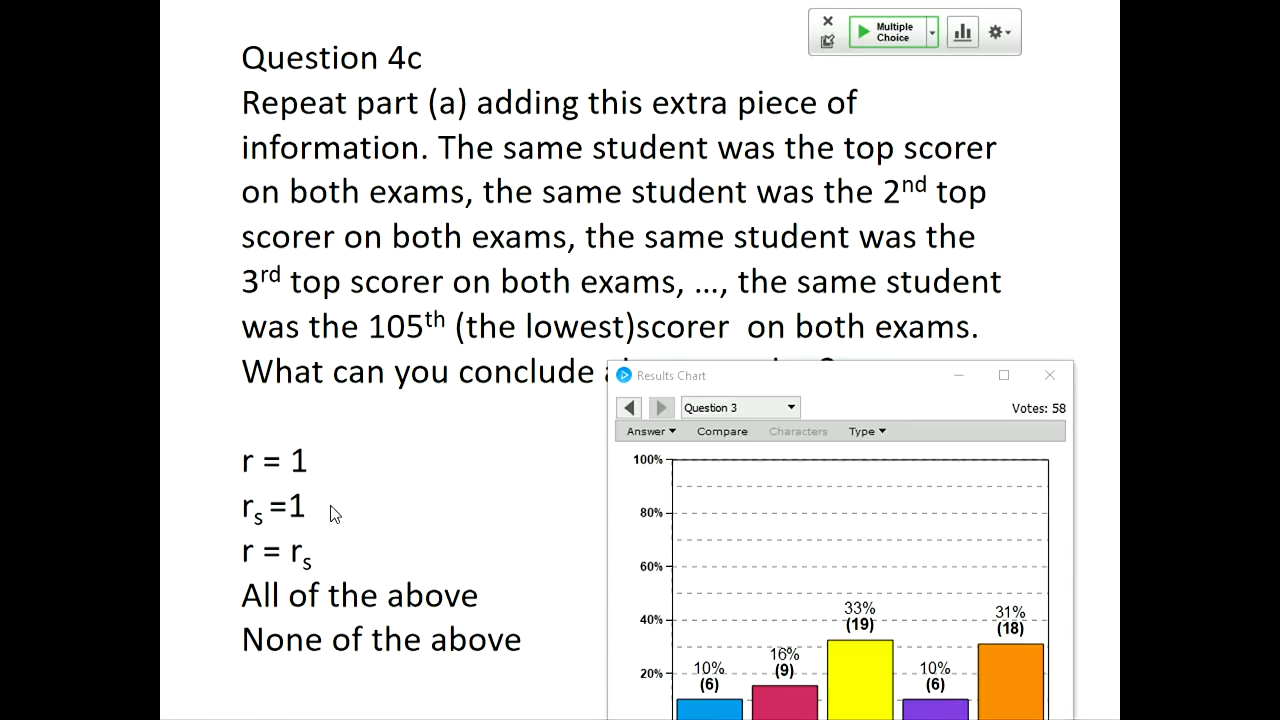 Multiple
Choice
Question 4c
Repeat part (a) adding this extra piece of
information. The same student was the top scorer
on both exams, the same student was the 2nd top
scorer on both exams, the same student was the
3rd top scorer on both exams, …, the same student
was the 105th (the lowest)scorer on both exams.
What can you conclude
Results Chart
Question 3
Votes: 58
Answer Compare Characters Type
r = 1
rs =1
r = rs
All of the above
None of the above
100%
80%
60%
40%
20%
10%
(6)
16%
(9)
33%
(19)
10%
(6)
31%
(18)